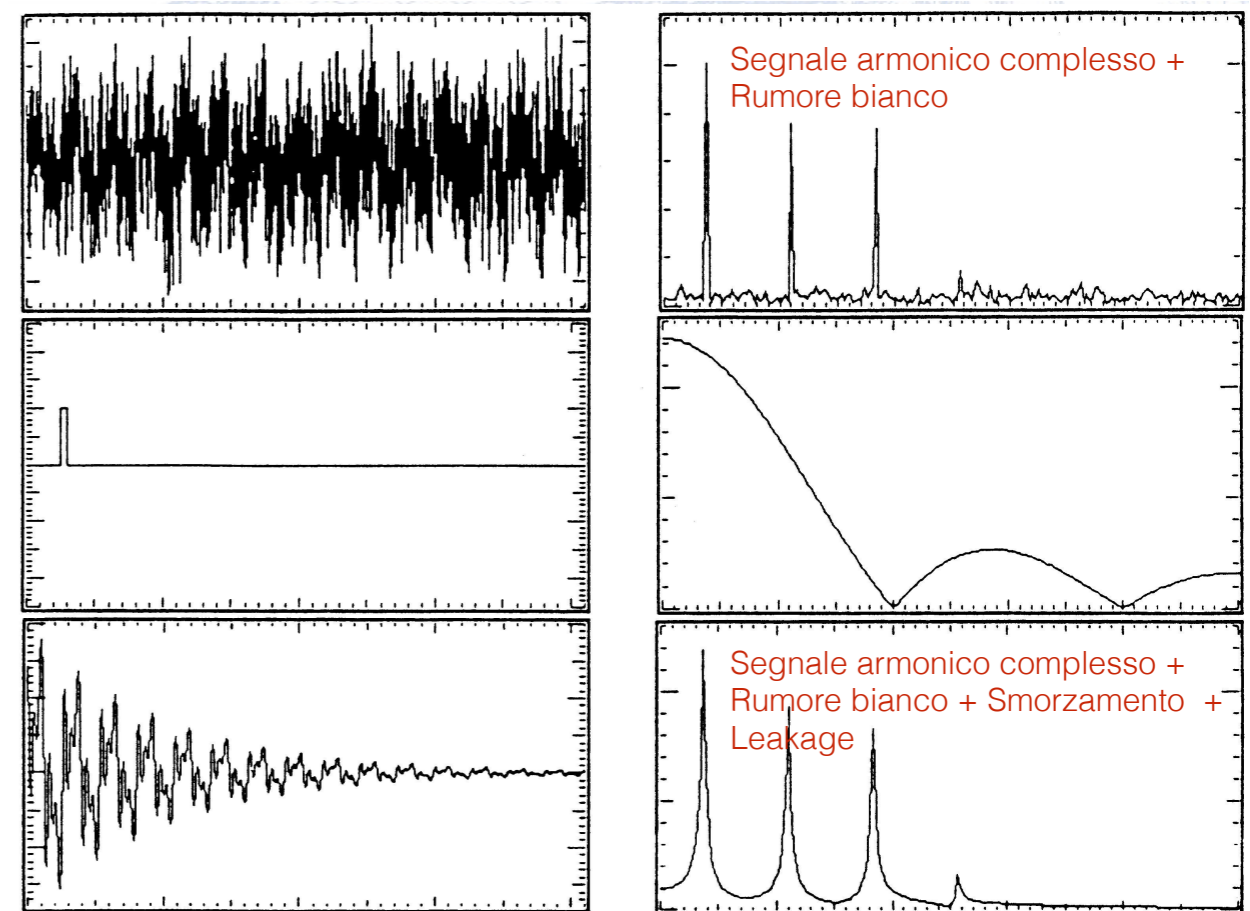 Segnale armonico complesso +
Rumore bianco
Segnale armonico complesso +
Rumore bianco + Smorzamento +
Leakage